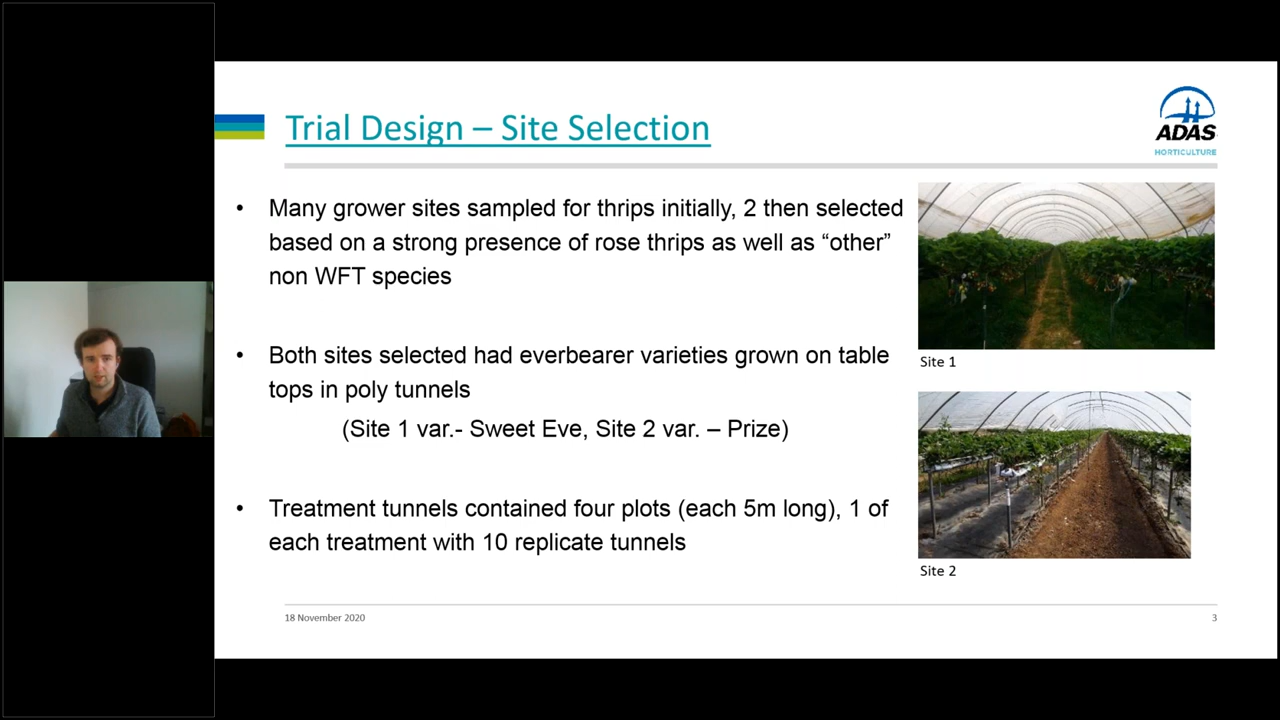 Trial Design – Site Selection
ADAS
HORTICULTURE
• Many grower sites sampled for thrips initially, 2 then selected
based on a strong presence of rose thrips as well as “other”
non WFT species
• Both sites selected had everbearer varieties grown on table
tops in poly tunnels
(Site 1 var.- Sweet Eve, Site 2 var. – Prize)
• Treatment tunnels contained four plots (each 5m long), 1 of
each treatment with 10 replicate tunnels
Site 1
Site 2
18 November 2020
3